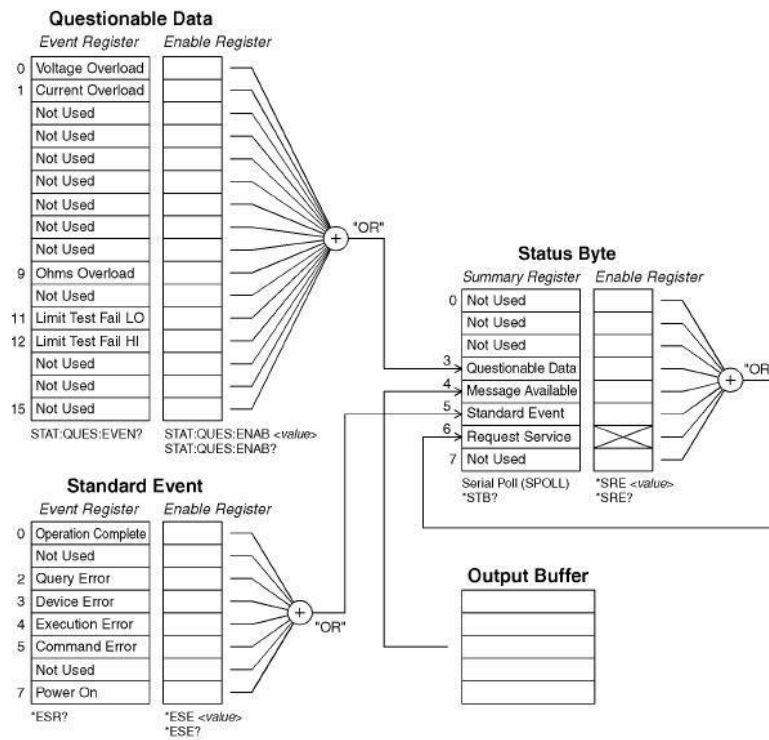 Questionable Data
Event Register
Enable Register
0 Voltage Overload
1 Current Overload
Not Used
Not Used
Not Used
Not Used
Not Used
Not Used
Not Used
9 Ohms Overload
Not Used
11 Limit Test Fail LO
12 Limit Test Fail HI
Not Used
Not Used
15 Not Used
STAT:QUES:EVEN?
STAT:QUES:ENAB <value>
STAT:QUES:ENAB?
+
"OR"
Status Byte
Summary Register
Enable Register
0 Not Used
Not Used
Not Used
3 Questionable Data
4 Message Available
5 Standard Event
6 Request Service
7 Not Used
Serial Poll (SPOLL)
*STB?
*SRE <value>
*SRE?
+
"OR
Standard Event
Event Register
Enable Register
0 Operation Complete
Not Used
2 Query Error
3 Device Error
4 Execution Error
5 Command Error
Not Used
7 Power On
*ESR?
*ESE <value>
*ESE?
+
"OR"
Output Buffer